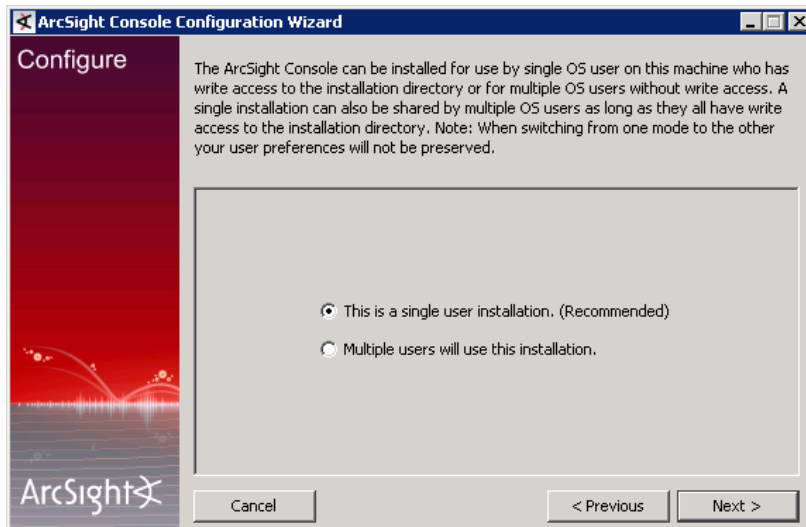 ArcSight Console Configuration Wizard
Configure
The ArcSight Console can be installed for use by single OS user on this machine who has
write access to the installation directory or for multiple OS users without write access. A
single installation can also be shared by multiple OS users as long as they all have write
access to the installation directory. Note: When switching from one mode to the other
your user preferences will not be preserved.
This is a single user installation. (Recommended)
Multiple users will use this installation.
ArcSight
Cancel
< Previous
Next >